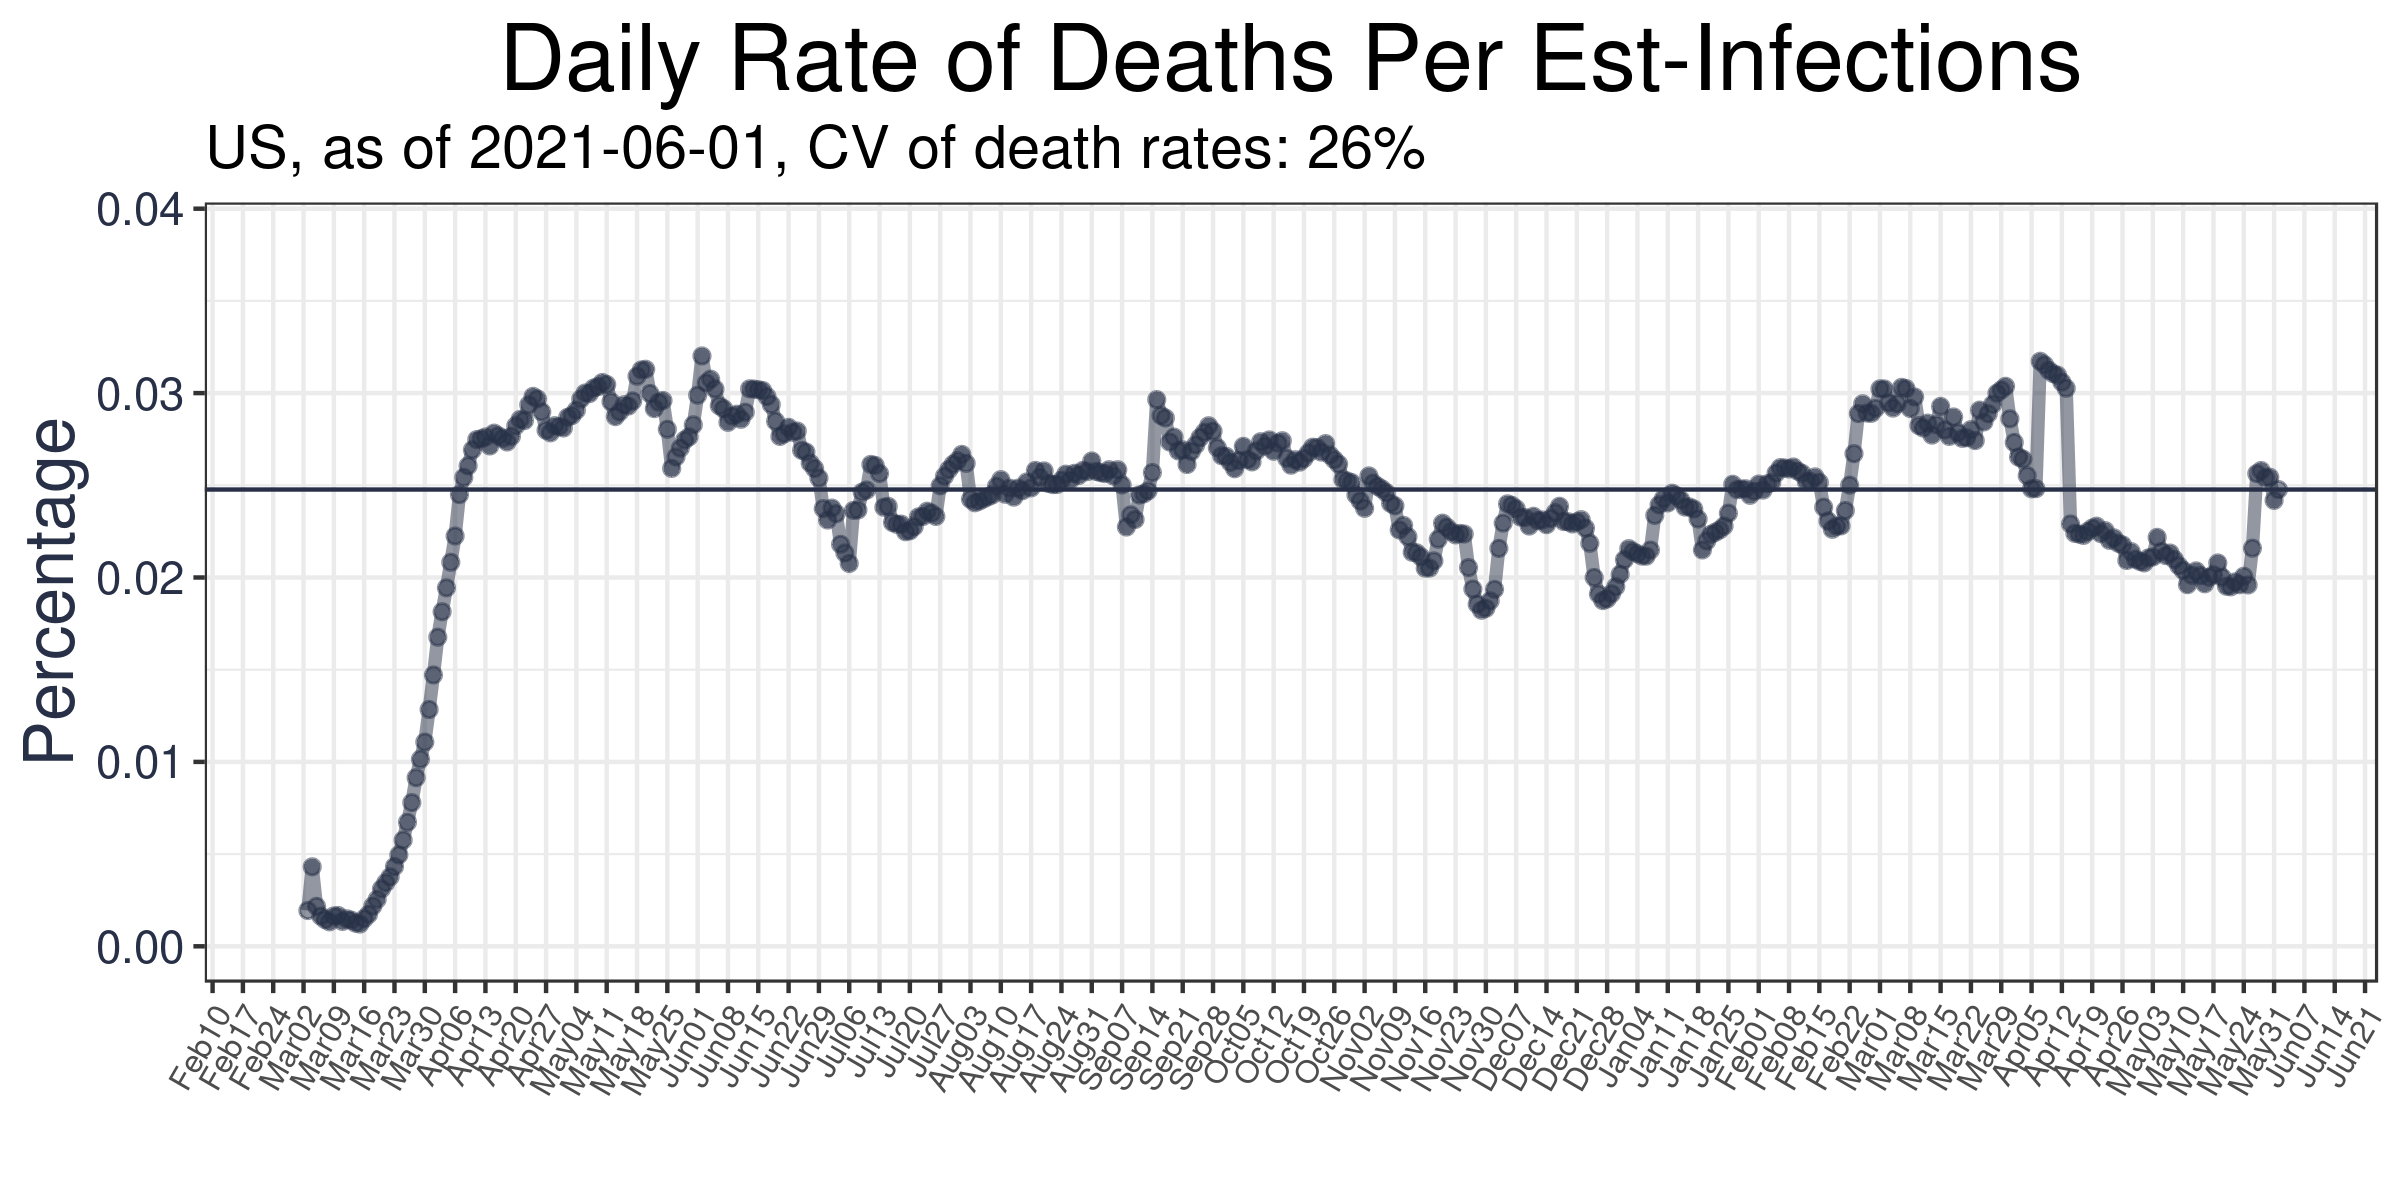 Daily Rate of Deaths Per Est-Infections
US, as of 2021-06-01, CV of death rates: 26%
Percentage
0.04
0.03
0.02
0.01
0.00
Feb10
Feb17
Feb24
Mar02
Mar09
Mar16
Mar23
Mar30
Apr06
Apr13
Apr20
Apr27
May04
May11
May18
May25
Jun01
Jun08
Jun15
Jun22
Jun29
Jul06
Jul13
Jul20
Jul27
Aug03
Aug10
Aug17
Aug24
Aug31
Sep07
Sep14
Sep21
Sep28
Oct05
Oct12
Oct19
Oct26
Nov02
Nov09
Nov16
Nov23
Nov30
Dec07
Dec14
Dec21
Dec28
Jan04
Jan11
Jan18
Jan25
Feb01
Feb08
Feb15
Feb22
Mar01
Mar08
Mar15
Mar22
Mar29
Apr05
Apr12
Apr19
Apr26
May03
May10
May17
May24
May31
Jun07
Jun14
Jun21